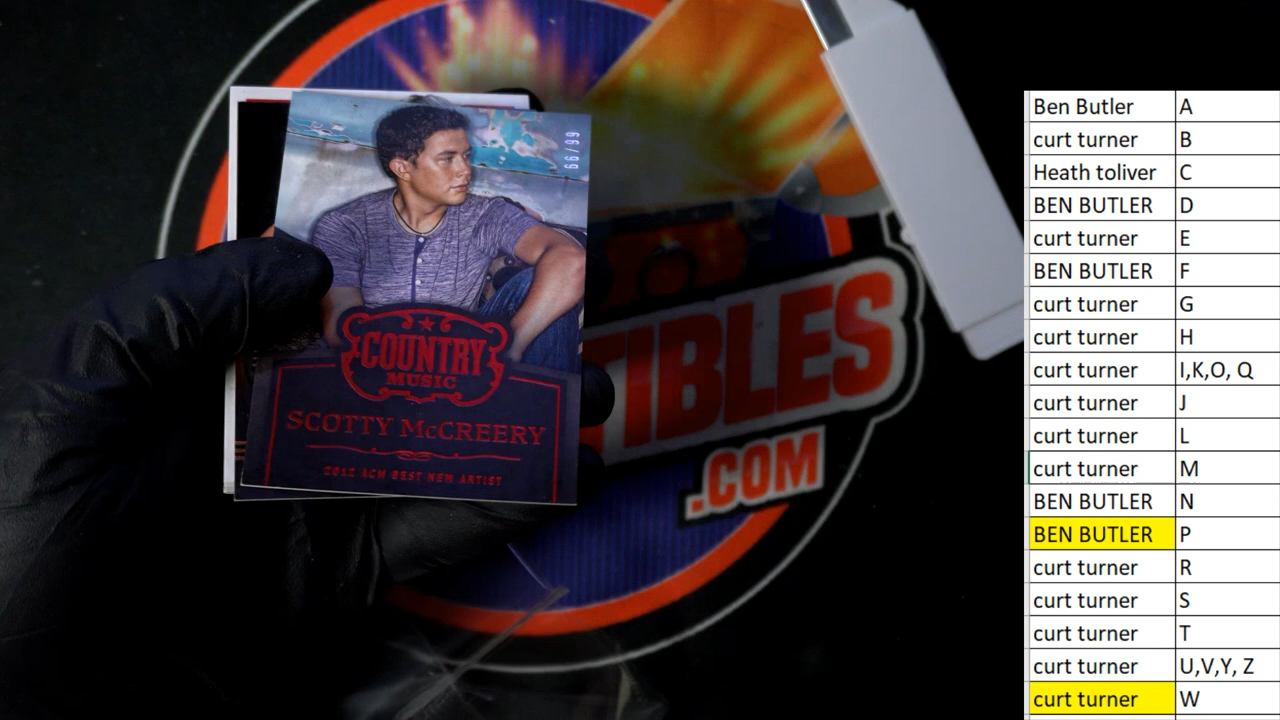 66/99
COUNTRY
MUSIC
SCOTTY McCREERY
2012 ACM BEST NEW ARTIST
TIBLES
.COM
Ben Butler A
curt turner B
Heath toliver C
BEN BUTLER D
curt turner E
BEN BUTLER F
curt turner G
curt turner H
curt turner I,K,O, Q
curt turner J
curt turner L
curt turner M
BEN BUTLER N
BEN BUTLER P
curt turner R
curt turner S
curt turner T
curt turner U,V,Y, Z
curt turner W